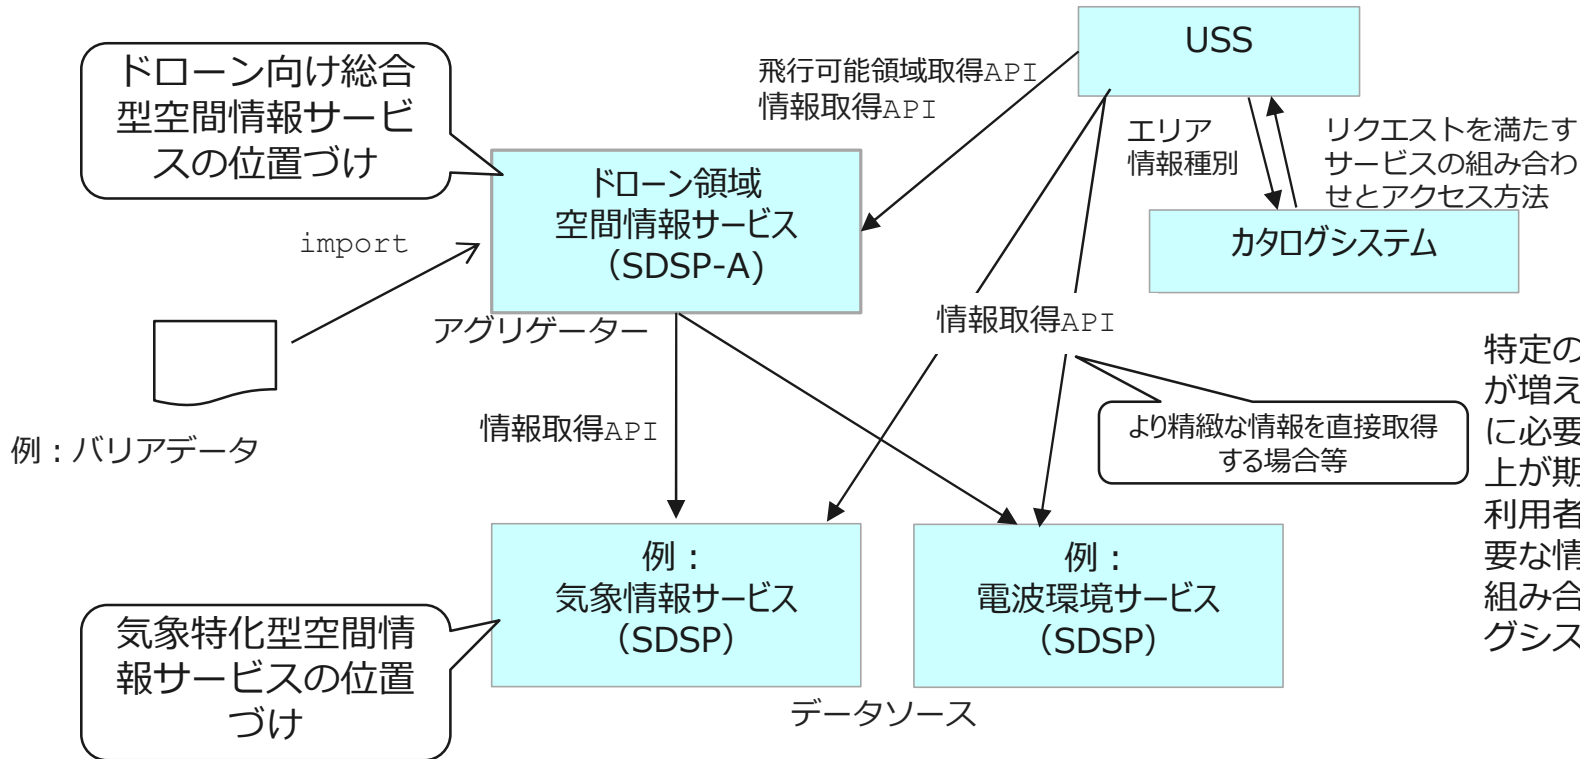 USS
ドローン向け総合
型空間情報サービ
スの位置づけ
飛行可能領域取得API
情報取得API
エリア
情報種別
リクエストを満たす
サービスの組み合わ
せとアクセス方法
ドローン領域
空間情報サービス
（SDSP-A)
カタログシステム
import
アグリゲーター
情報取得API
例：バリアデータ
情報取得API
より精緻な情報を直接取得
する場合等
特定の
が増え
に必要
上が期
利用者
要な情
組み合
グシス
例：
気象情報サービス
（SDSP）
例：
電波環境サービス
（SDSP）
気象特化型空間情
報サービスの位置
づけ
データソース